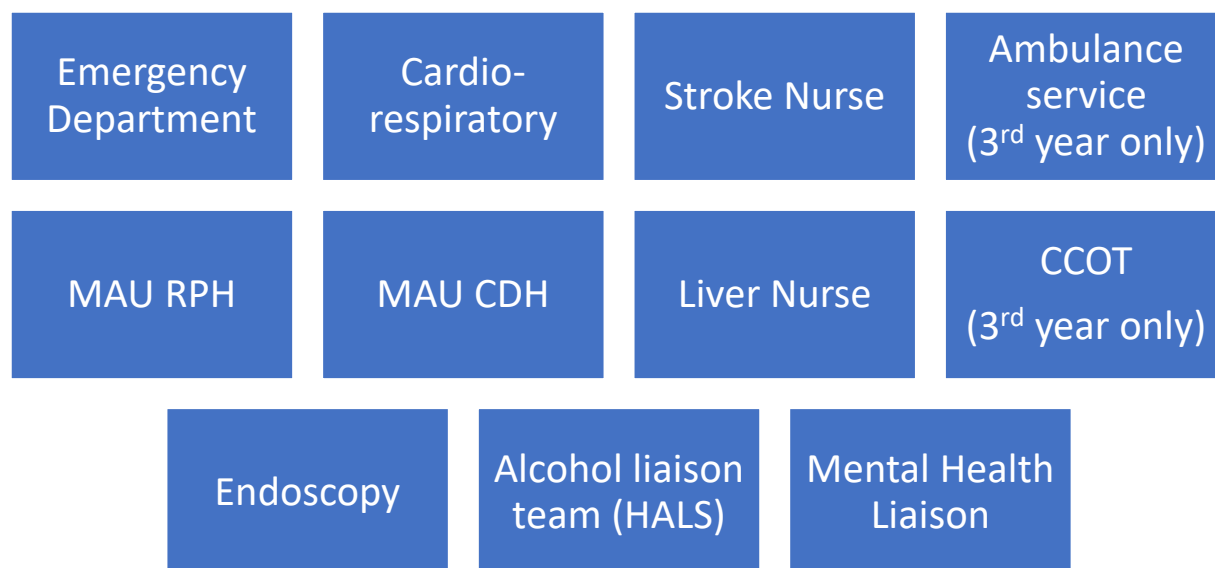 Emergency
Department
Cardio-
respiratory
Stroke Nurse
Ambulance
service
(3rd year only)
MAU RPH
MAU CDH
Liver Nurse
CCOT
(3rd year only)
Endoscopy
Alcohol liaison
team (HALS)
Mental Health
Liaison